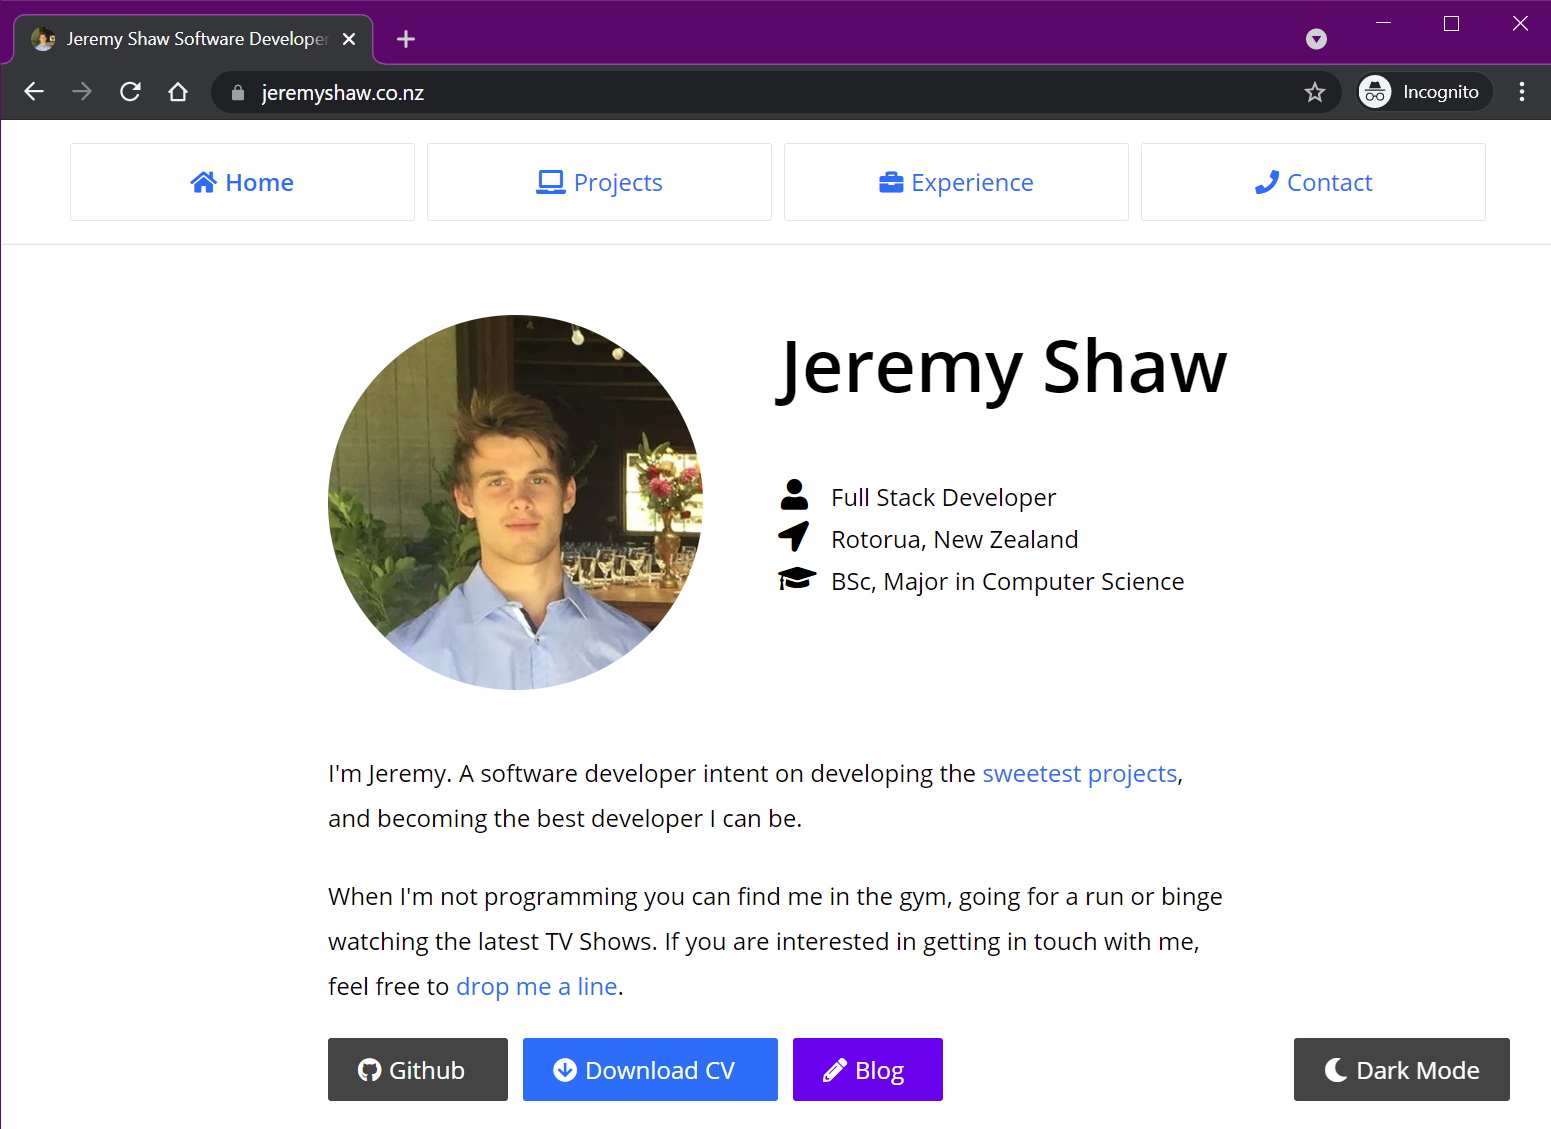 Jeremy Shaw Software Developer
jeremyshaw.co.nz
Incognito
Home
Projects
Experience
Contact
Jeremy Shaw
Full Stack Developer
Rotorua, New Zealand
BSc, Major in Computer Science
I'm Jeremy. A software developer intent on developing the sweetest projects,
and becoming the best developer I can be.
When I'm not programming you can find me in the gym, going for a run or binge
watching the latest TV Shows. If you are interested in getting in touch with me,
feel free to drop me a line.
Github
Download CV
Blog
Dark Mode